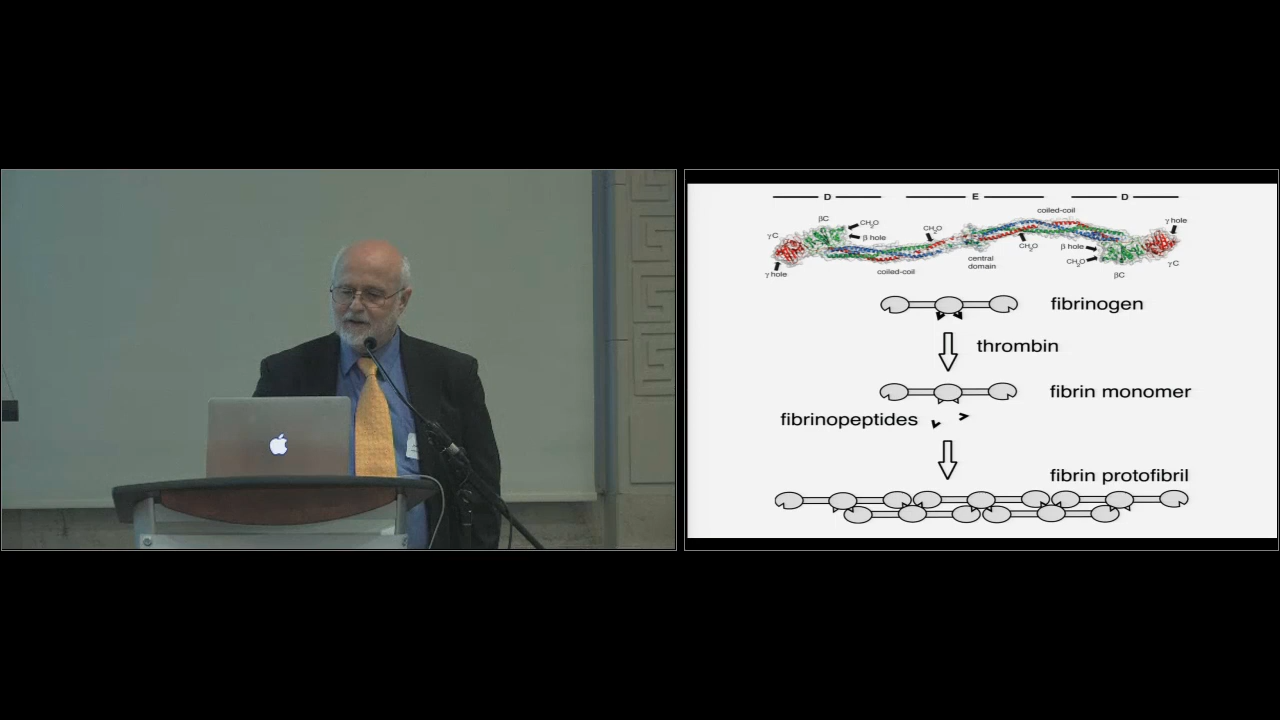 D E D
coiled-coil
γ hole
βC
CH₂O
γC
β hole
CH₂O
CH₂O
β hole
γ hole
coiled-coil
central
domain
CH₂O
βC
γC
fibrinogen
thrombin
fibrin monomer
fibrinopeptides
fibrin protofibril